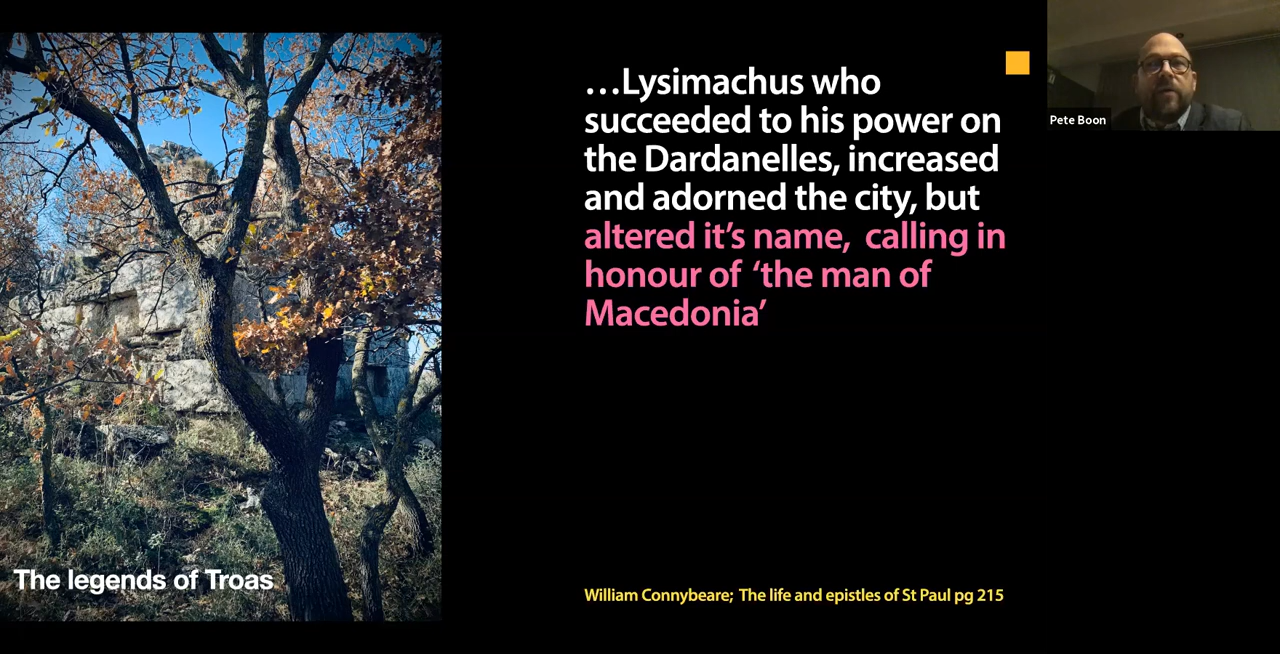 …Lysimachus who
succeeded to his power on
the Dardanelles, increased
and adorned the city, but
altered it’s name,  calling in
honour of  ‘the man of
Macedonia’
Pete Boon
The legends of Troas
William Connybeare;  The life and epistles of St Paul pg 215